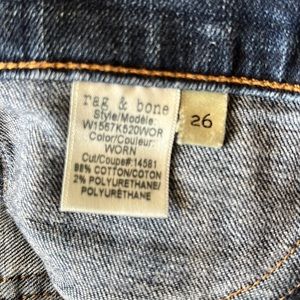 rag & bone
Style/Modèle:
W1567K520WOR
Color/Couleur:
WORN
Cut/Coupe#:14581
98% COTTON/COTON
2% POLYURETHANE/
POLYURÉTHANE
26